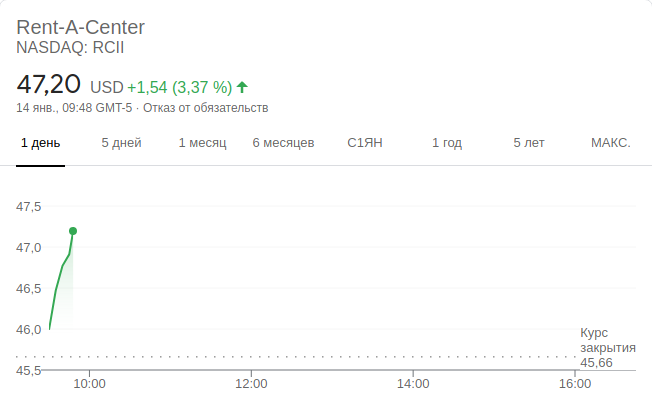 Rent-A-Center
NASDAQ: RCII
47,20 USD +1,54 (3,37 %)
14 янв., 09:48 GMT-5 · Отказ от обязательств
1 день 5 дней 1 месяц 6 месяцев С1ЯН 1 год 5 лет МАКС.
47,5
47,0
46,5
46,0
Курс
закрытия
45,66
45,5
10:00 12:00 14:00 16:00